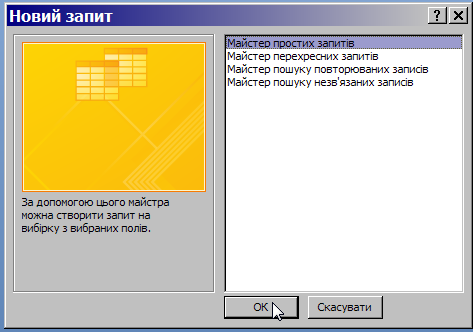 Новий запит
Майстер простих запитів
Майстер перехресних запитів
Майстер пошуку повторюваних записів
Майстер пошуку незв'язаних записів
За допомогою цього майстра
можна створити запит на
вибірку з вибраних полів.
ОК
Скасувати